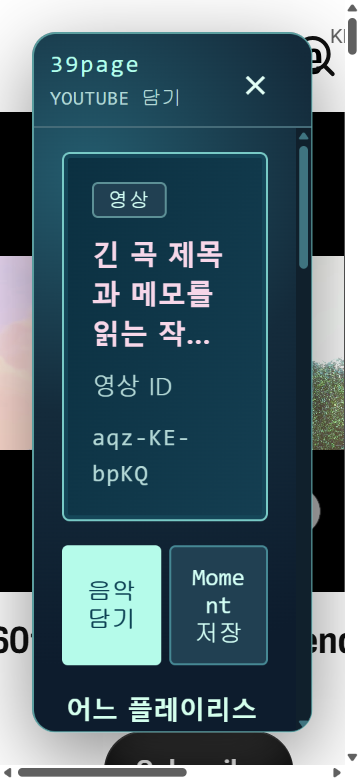 39page
YOUTUBE 담기
영상
긴 곡 제목
과 메모를
읽는 작...
영상 ID
aqz-KE-
bpKQ
음악
담기
Mome
nt
저장
어느 플레이리스